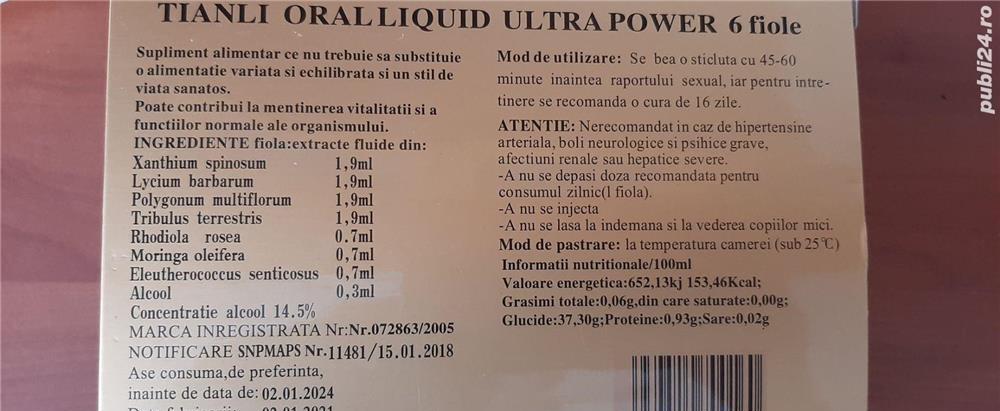 TIANLI ORAL LIQUID ULTRA POWER 6 fiole
Supliment alimentar ce nu trebuie sa substituie
o alimentatie variata si echilibrata si un stil de
viata sanatos.
Poate contribui la mentinerea vitalitatii si a
functiilor normale ale organismului.
INGREDIENTE fiola:extracte fluide din:
Xanthium spinosum 1,9ml
Lycium barbarum 1,9ml
Polygonum multiflorum 1,9ml
Tribulus terrestris 1,9ml
Rhodiola rosea 0.7ml
Moringa oleifera 0,7ml
Eleutherococcus senticosus 0,7ml
Alcool 0,3ml
Concentratie alcool 14.5%
MARCA INREGISTRATA Nr:Nr.072863/2005
NOTIFICARE SNPMAPS Nr.11481/15.01.2018
Ase consuma,de preferinta,
inainte de data de: 02.01.2024
Mod de utilizare: Se bea o sticluta cu 45-60
minute inaintea raportului sexual, iar pentru intre-
tinere se recomanda o cura de 16 zile.
ATENTIE: Nerecomandat in caz de hipertensine
arteriala, boli neurologice si psihice grave,
afectiuni renale sau hepatice severe.
-A nu se depasi doza recomandata pentru
consumul zilnic(l fiola).
-A nu se injecta
-A nu se lasa la indemana si la vederea copiilor mici.
Mod de pastrare: la temperatura camerei (sub 25℃)
Informatii nutritionale/100ml
Valoare energetica:652,13kj 153,46Kcal;
Grasimi totale:0,06g,din care saturate:0,00g;
Glucide:37,30g;Proteine:0,93g;Sare:0,02g
publi24.ro